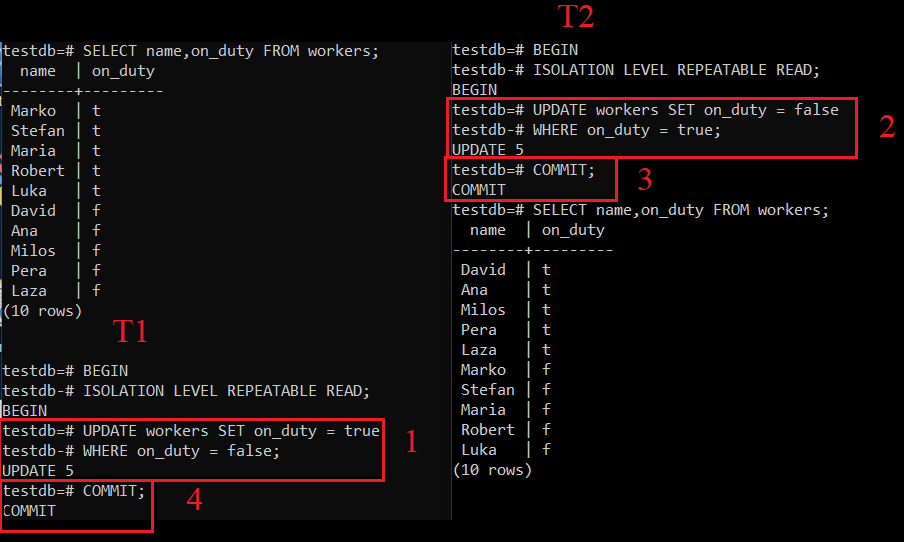 testdb=# SELECT name,on_duty FROM workers;
  name  | on_duty
--------+---------
 Marko  | t
 Stefan | t
 Maria  | t
 Robert | t
 Luka   | t
 David  | f
 Ana    | f
 Milos  | f
 Pera   | f
 Laza   | f
(10 rows)
T1
testdb=# BEGIN
testdb-# ISOLATION LEVEL REPEATABLE READ;
BEGIN
testdb=# UPDATE workers SET on_duty = true
testdb-# WHERE on_duty = false;
UPDATE 5
1
testdb=# COMMIT;
COMMIT
4
T2
testdb=# BEGIN
testdb-# ISOLATION LEVEL REPEATABLE READ;
BEGIN
testdb=# UPDATE workers SET on_duty = false
testdb-# WHERE on_duty = true;
UPDATE 5
2
testdb=# COMMIT;
COMMIT
3
testdb=# SELECT name,on_duty FROM workers;
  name  | on_duty
--------+---------
 David  | t
 Ana    | t
 Milos  | t
 Pera   | t
 Laza   | t
 Marko  | f
 Stefan | f
 Maria  | f
 Robert | f
 Luka   | f
(10 rows)